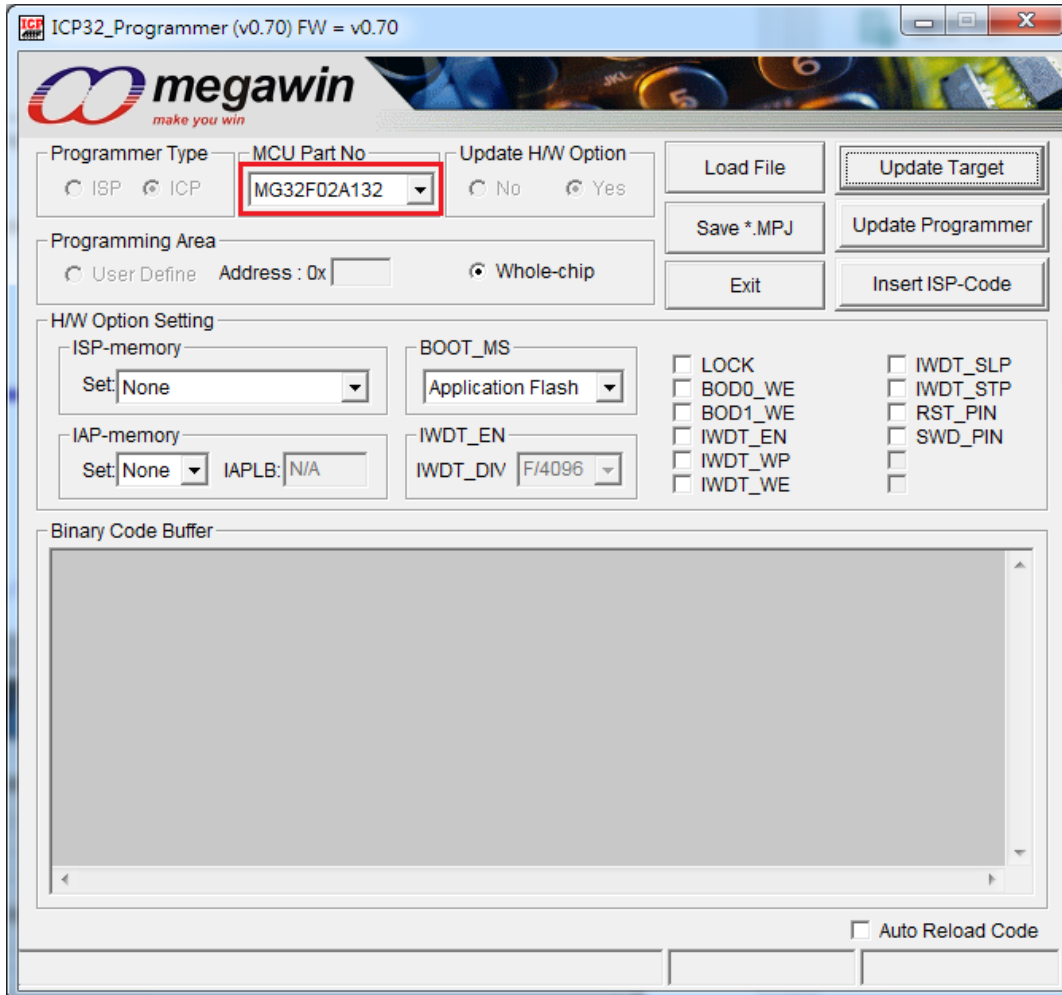 ICP32_Programmer (v0.70) FW = v0.70
megawin
make you win
JKL
5
6
Programmer Type
ISP ICP
MCU Part No
MG32F02A132
Update H/W Option
No Yes
Load File
Update Target
Save *.MPJ
Update Programmer
Exit
Insert ISP-Code
Programming Area
User Define Address : 0x
Whole-chip
H/W Option Setting
ISP-memory
Set: None
BOOT_MS
Application Flash
IAP-memory
Set: None IAPLB: N/A
IWDT_EN
IWDT_DIV F/4096
LOCK
BOD0_WE
BOD1_WE
IWDT_EN
IWDT_WP
IWDT_WE
IWDT_SLP
IWDT_STP
RST_PIN
SWD_PIN
Binary Code Buffer
Auto Reload Code